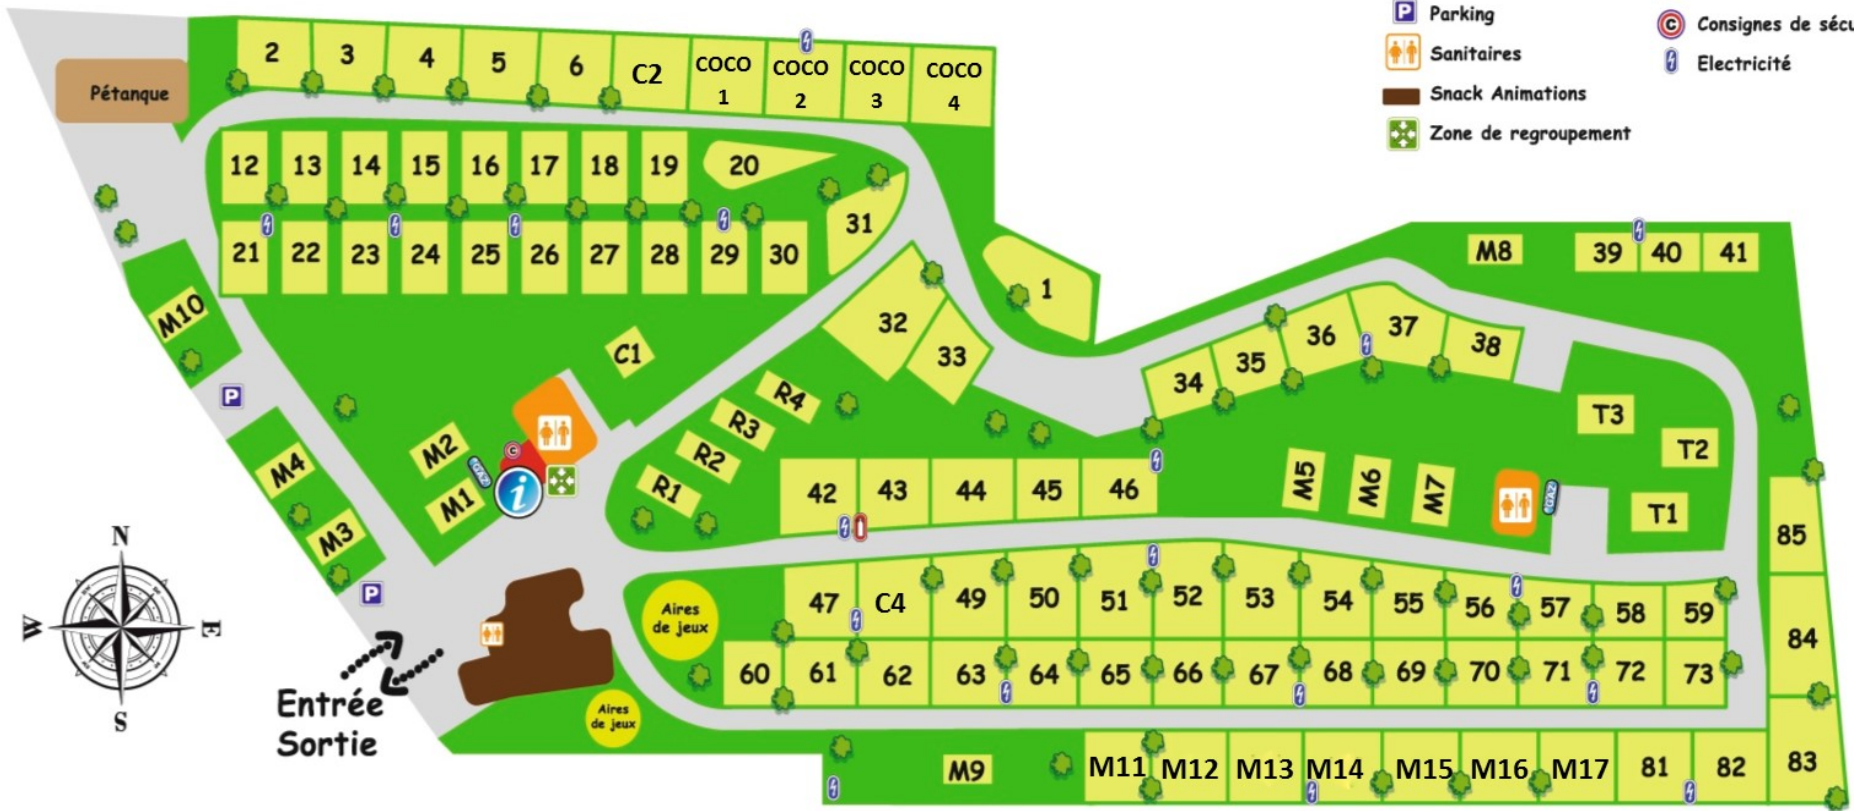 P Parking
Sanitaires
Snack Animations
Zone de regroupement
C Consignes de sécu
Electricité
Pétanque
2 3 4 5 6 C2 COCO 1 COCO 2 COCO 3 COCO 4
12 13 14 15 16 17 18 19 20
31
21 22 23 24 25 26 27 28 29 30
1
M8 39 40 41
M10
32
33
C1
34 35 36 37 38
P
R4
R3
R2
R1
T3
T2
T1
M2
M1
C
GAZ
i
M4
M3
P
42 43 44 45 46
M5 M6 M7
GAZ
85
84
83
N
W E
S
Entrée
Sortie
Aires
de jeux
Aires
de jeux
47 C4 49 50 51 52 53 54 55 56 57 58 59
60 61 62 63 64 65 66 67 68 69 70 71 72 73
M9 M11 M12 M13 M14 M15 M16 M17 81 82